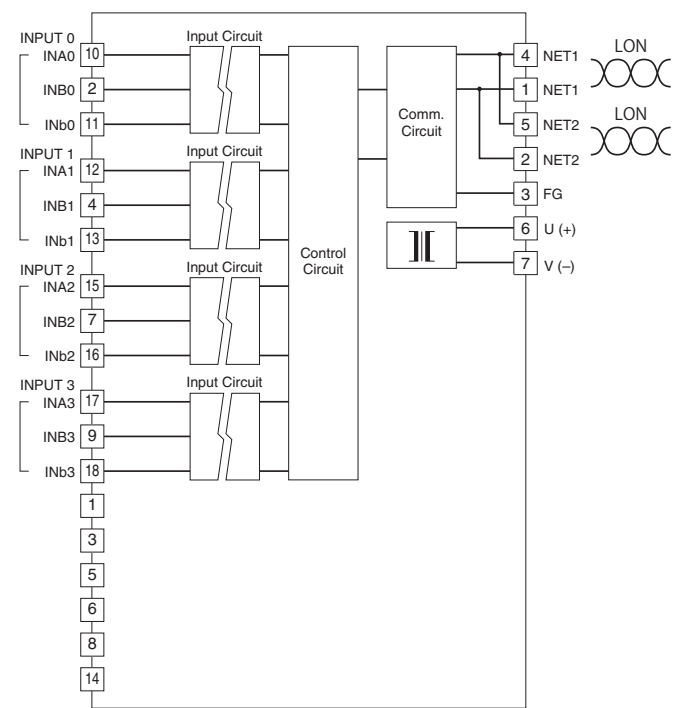 INPUT 0
INA0 10
INB0 2
INb0 11
Input Circuit
INPUT 1
INA1 12
INB1 4
INb1 13
Input Circuit
INPUT 2
INA2 15
INB2 7
INb2 16
Input Circuit
INPUT 3
INA3 17
INB3 9
INb3 18
Input Circuit
1
3
5
6
8
14
Control
Circuit
Comm.
Circuit
4 NET1
1 NET1
5 NET2
2 NET2
3 FG
6 U (+)
7 V (–)
LON
LON